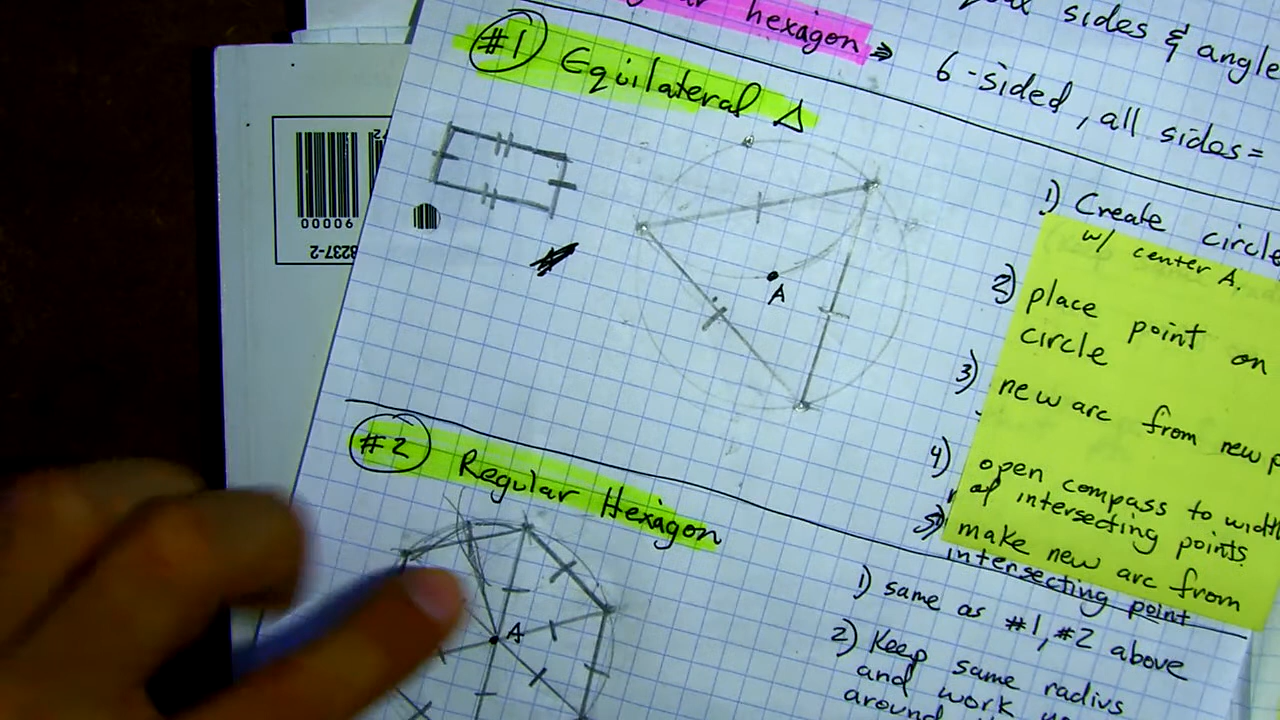 hexagon
sides & angle
6-sided, all sides=
#1 Equilateral Δ
A
1) Create circle
w/ center A.
2) place point on
circle
3) new arc from new
4) open compass to width
of intersecting points
5) make new arc from
intersecting point
#2 Regular Hexagon
A
1) same as #1, #2 above
2) Keep same radius
and work
around
00006
8237-2